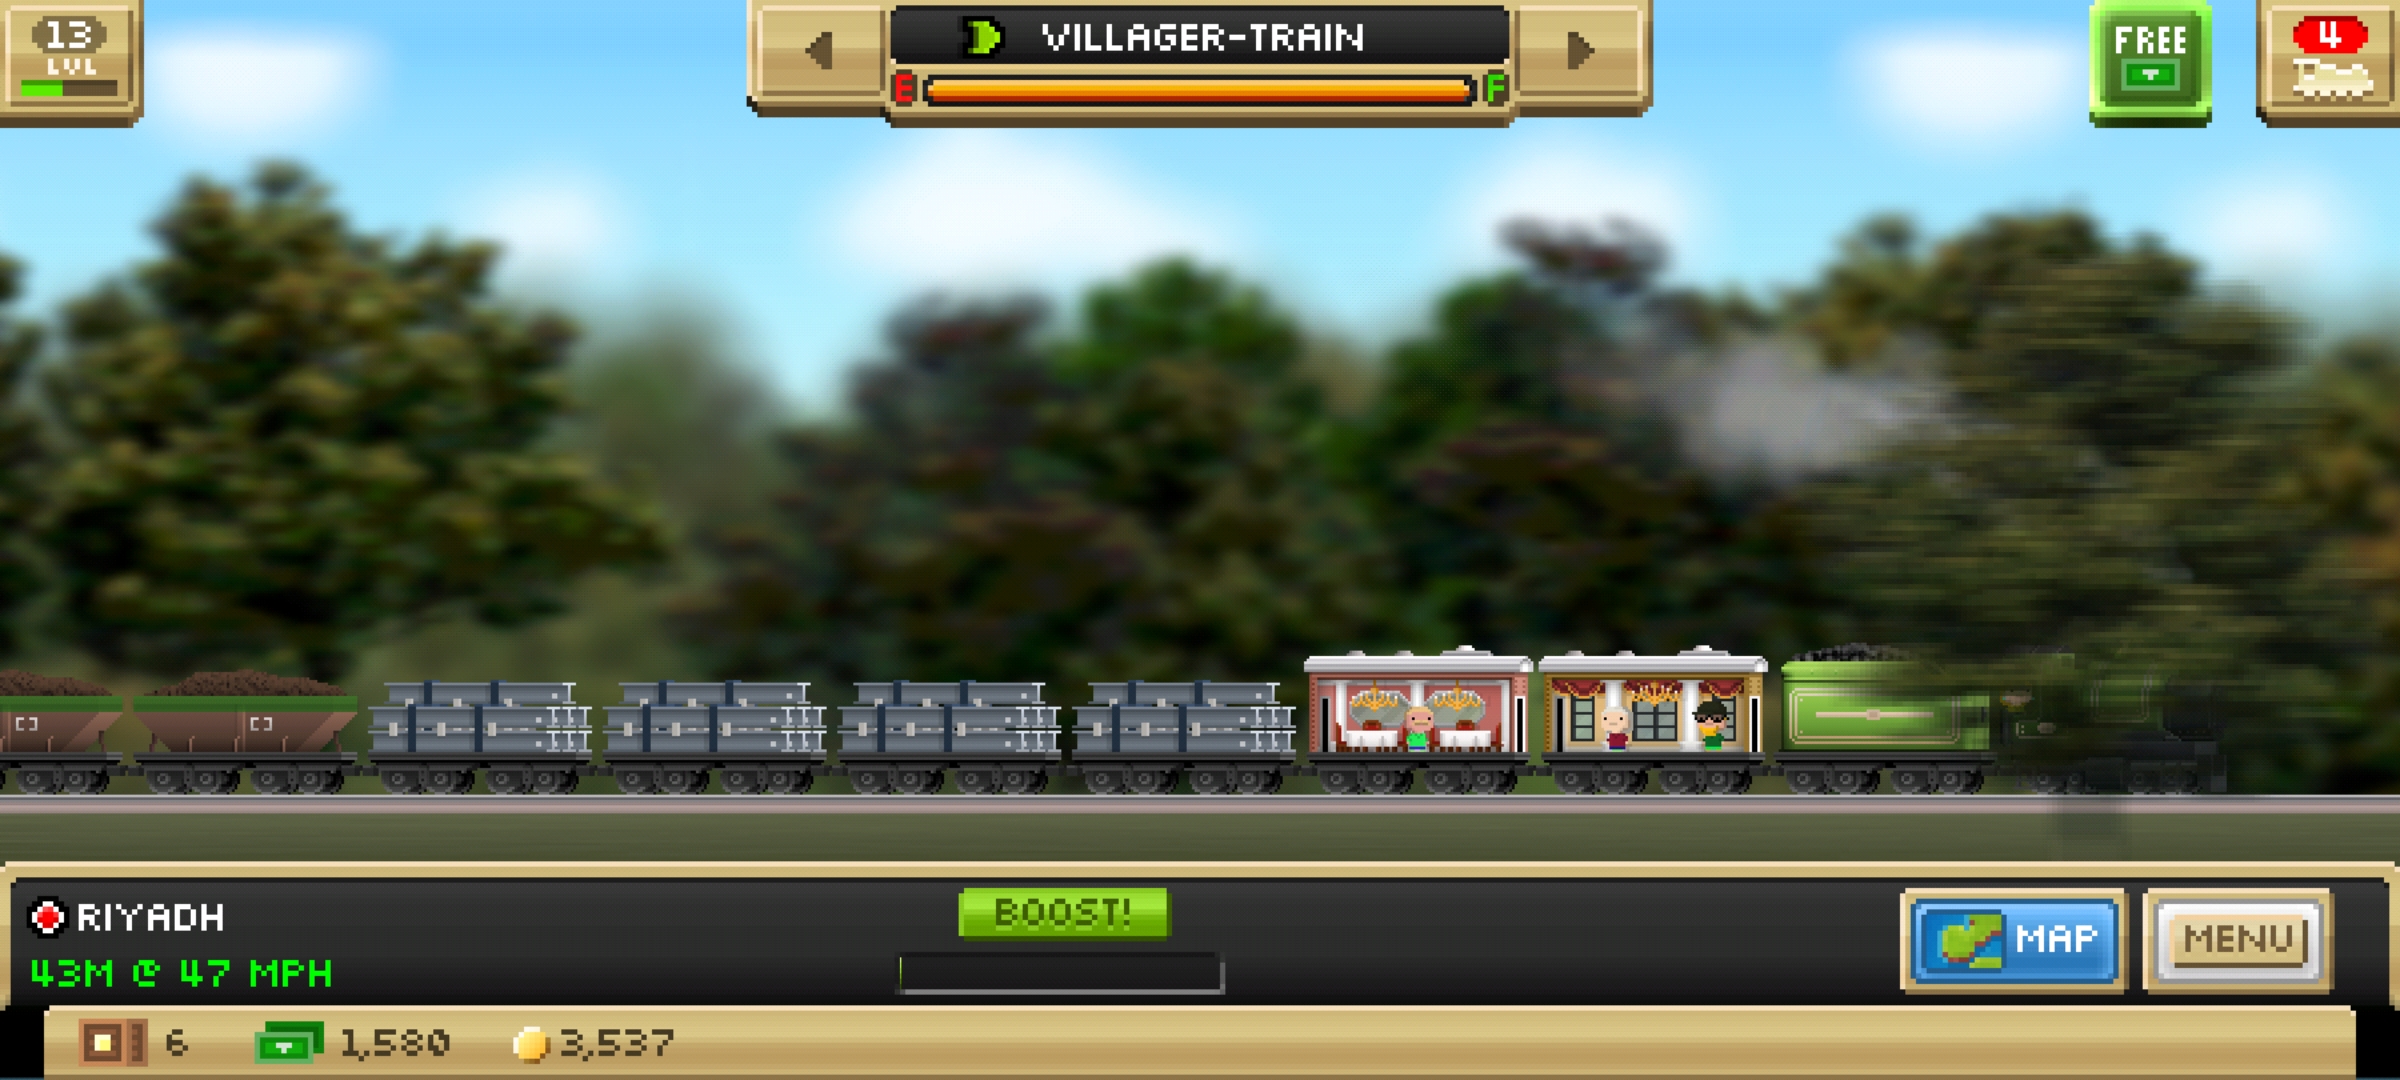 13
LVL
VILLAGER-TRAIN
E F
FREE
4
RIYADH
43M @ 47 MPH
BOOST!
MAP
MENU
6
1,580
3,537